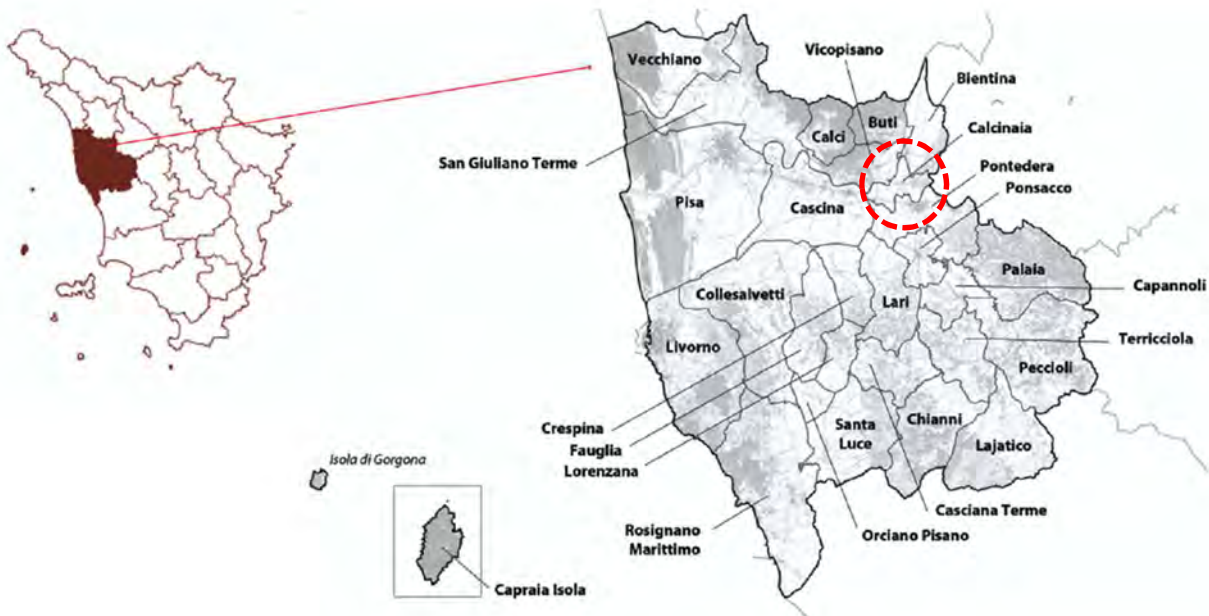 Vecchiano
Vicopisano
Bientina
Calci
Buti
Calcinaia
San Giuliano Terme
Pontedera
Ponsacco
Pisa
Cascina
Palaia
Capannoli
Collesalvetti
Lari
Livorno
Terricciola
Peccioli
Crespina
Fauglia
Lorenzana
Santa
Luce
Chianni
Lajatico
Isola di Gorgona
Casciana Terme
Rosignano
Marittimo
Orciano Pisano
Capraia Isola